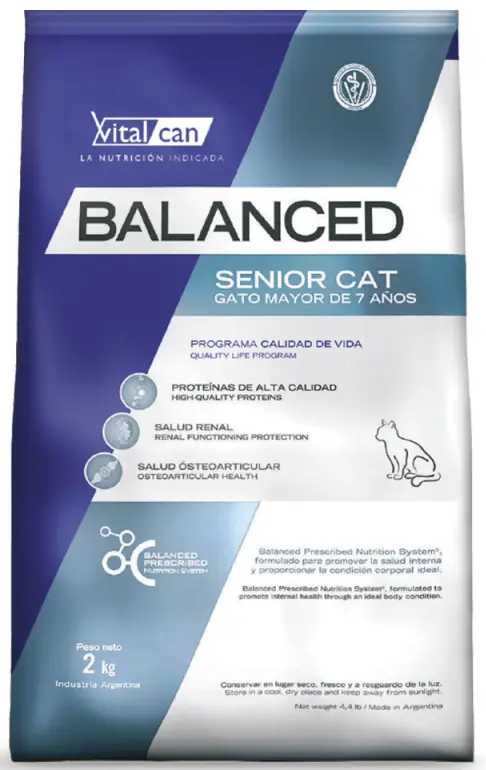 Vital can
LA NUTRICIÓN INDICADA
BALANCED
SENIOR CAT
GATO MAYOR DE 7 AÑOS
PROGRAMA CALIDAD DE VIDA
QUALITY LIFE PROGRAM
PROTEÍNAS DE ALTA CALIDAD
HIGH-QUALITY PROTEINS
SALUD RENAL
RENAL FUNCTIONING PROTECTION
SALUD ÓSTEOARTICULAR
OSTEOARTICULAR HEALTH
BALANCED
PRESCRIBED
NUTRITION SYSTEM
Balanced Prescribed Nutrition System®,
formulado para promover la salud interna
y proporcionar la condición corporal ideal.
Balanced Prescribed Nutrition System®, formulated to
promote internal health through an ideal body condition.
Peso neto
2 kg
Industria Argentina
Conservar en lugar seco, fresco y a resguardo de la luz.
Store in a cool, dry place and keep away from sunlight.
Net weight 4,4 lb / Made in Argentina